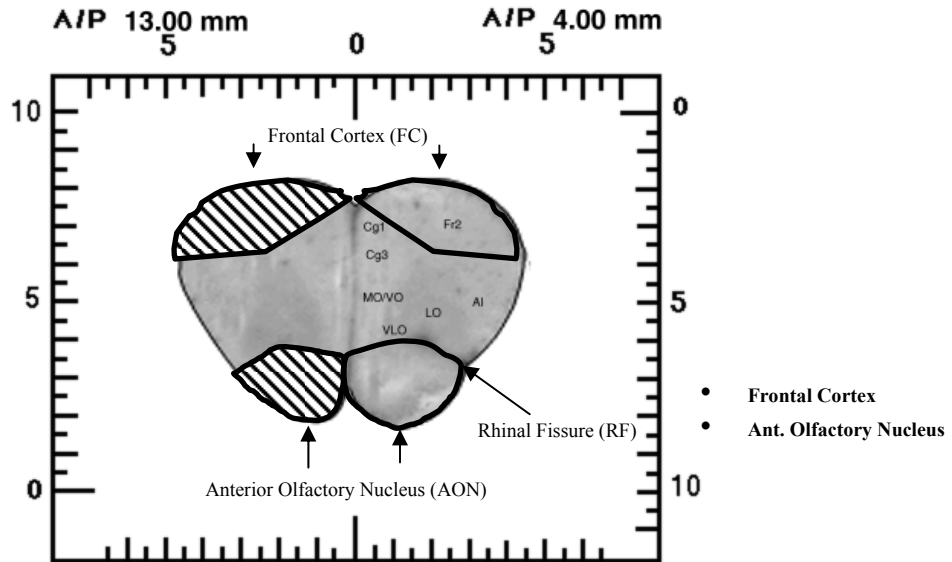 A/P 13.00 mm A/P 4.00 mm
5 0 5
10 0
Frontal Cortex (FC)
Cg1 Fr2
Cg3
MO/VO AI
5 LO 5
VLO
• Frontal Cortex
Rhinal Fissure (RF) • Ant. Olfactory Nucleus
Anterior Olfactory Nucleus (AON)
0 10